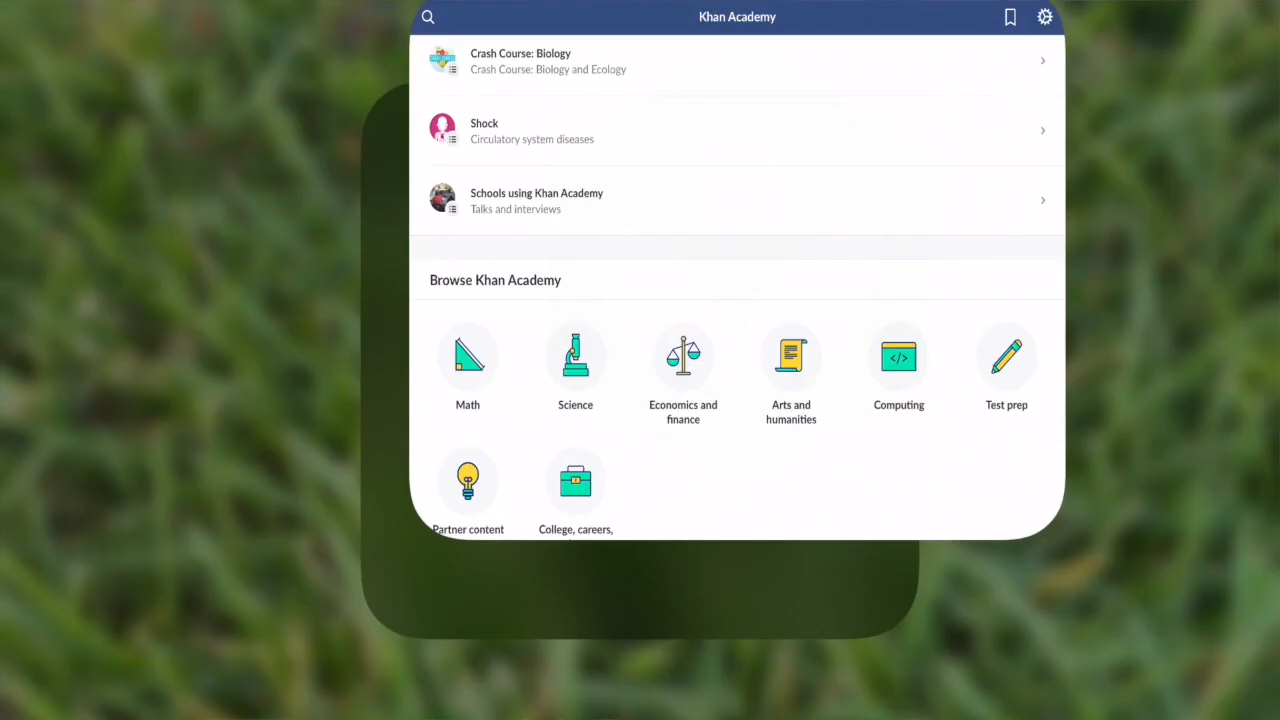 Khan Academy
Crash Course: Biology
Crash Course: Biology and Ecology
Shock
Circulatory system diseases
Schools using Khan Academy
Talks and interviews
Browse Khan Academy
Math
Science
Economics and
finance
Arts and
humanities
</>
Computing
Test prep
Partner content
College, careers,